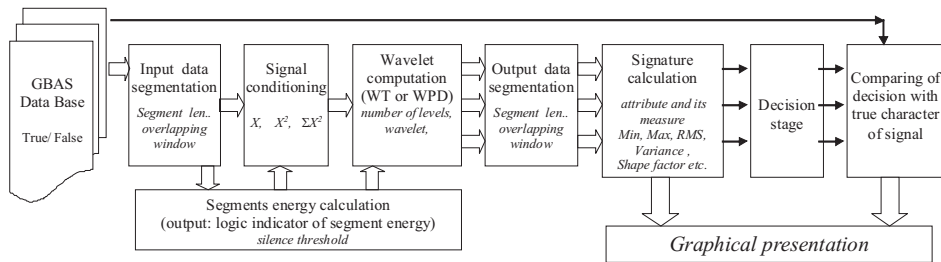 GBAS
Data Base
True/ False
Input data
segmentation
Segment len..
overlapping
window
Signal
conditioning
X, X², ΣX²
Wavelet
computation
(WT or WPD)
number of levels,
wavelet,
Output data
segmentation
Segment len..
overlapping
window
Signature
calculation
attribute and its
measure
Min, Max, RMS,
Variance ,
Shape factor etc.
Decision
stage
Comparing of
decision with
true character
of signal
Segments energy calculation
(output: logic indicator of segment energy)
silence threshold
Graphical presentation